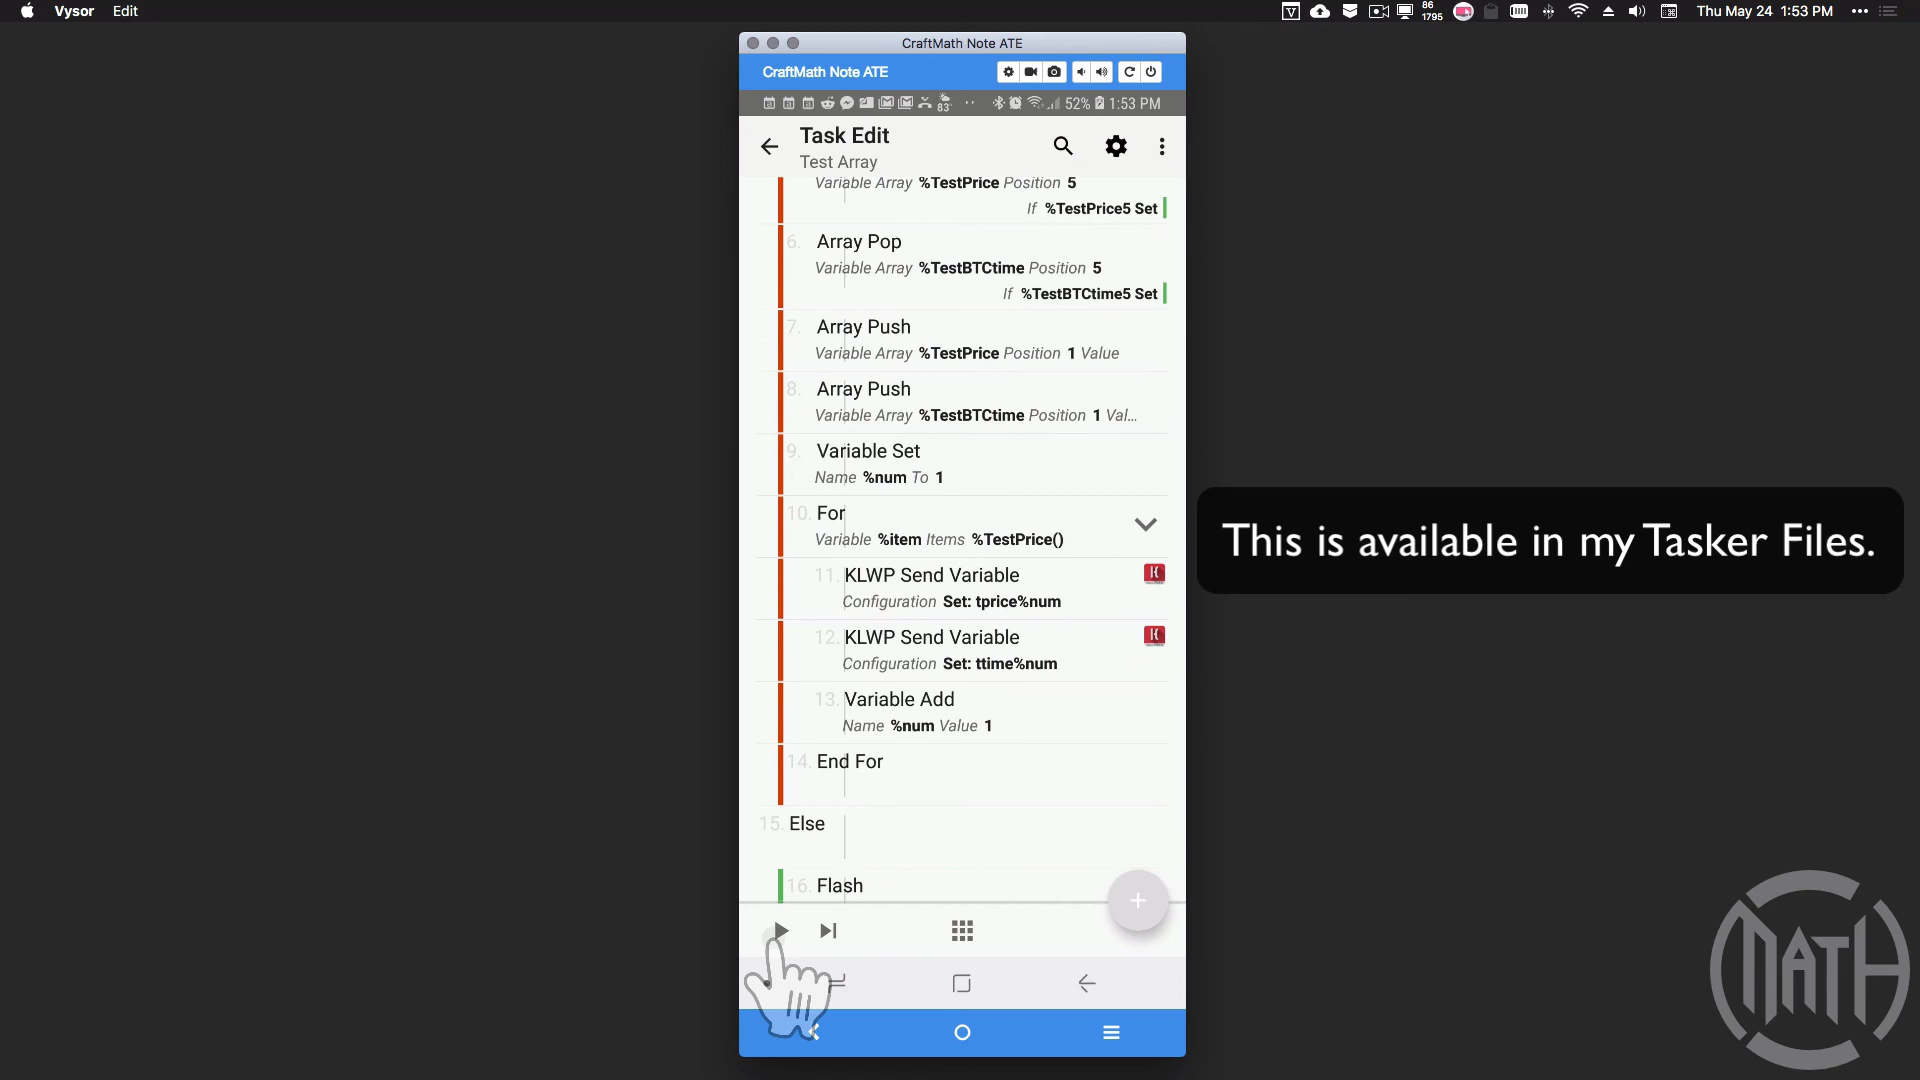 Vysor Edit
86
1795
Thu May 24 1:53 PM
CraftMath Note ATE
CraftMath Note ATE
83°
52% 1:53 PM
Task Edit
Test Array
Variable Array %TestPrice Position 5
If %TestPrice5 Set
6. Array Pop
Variable Array %TestBTCtime Position 5
If %TestBTCtime5 Set
7. Array Push
Variable Array %TestPrice Position 1 Value
8. Array Push
Variable Array %TestBTCtime Position 1 Val...
9. Variable Set
Name %num To 1
10. For
Variable %item Items %TestPrice()
11. KLWP Send Variable
Configuration Set: tprice%num
12. KLWP Send Variable
Configuration Set: ttime%num
13. Variable Add
Name %num Value 1
14. End For
15. Else
16. Flash
This is available in my Tasker Files.
MATH